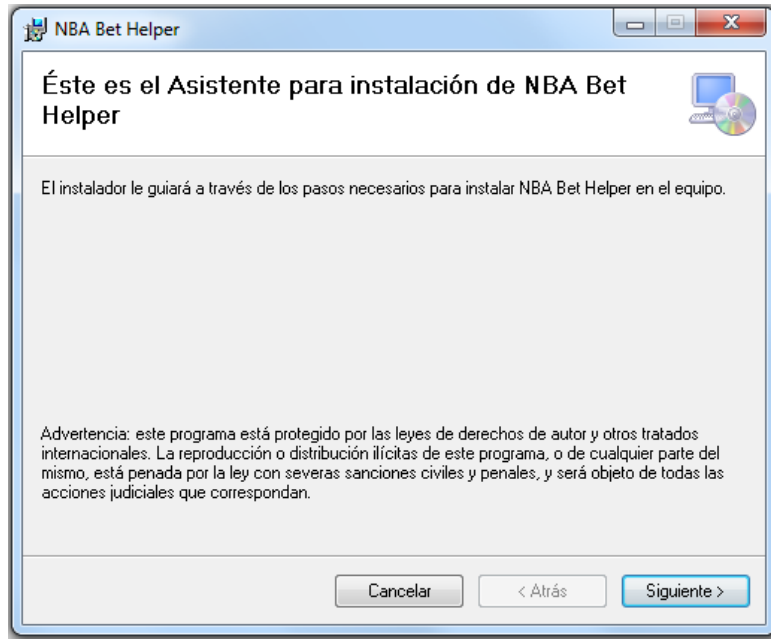 NBA Bet Helper
Éste es el Asistente para instalación de NBA Bet
Helper
El instalador le guiará a través de los pasos necesarios para instalar NBA Bet Helper en el equipo.
Advertencia: este programa está protegido por las leyes de derechos de autor y otros tratados
internacionales. La reproducción o distribución ilícitas de este programa, o de cualquier parte del
mismo, está penada por la ley con severas sanciones civiles y penales, y será objeto de todas las
acciones judiciales que correspondan.
Cancelar
< Atrás
Siguiente >